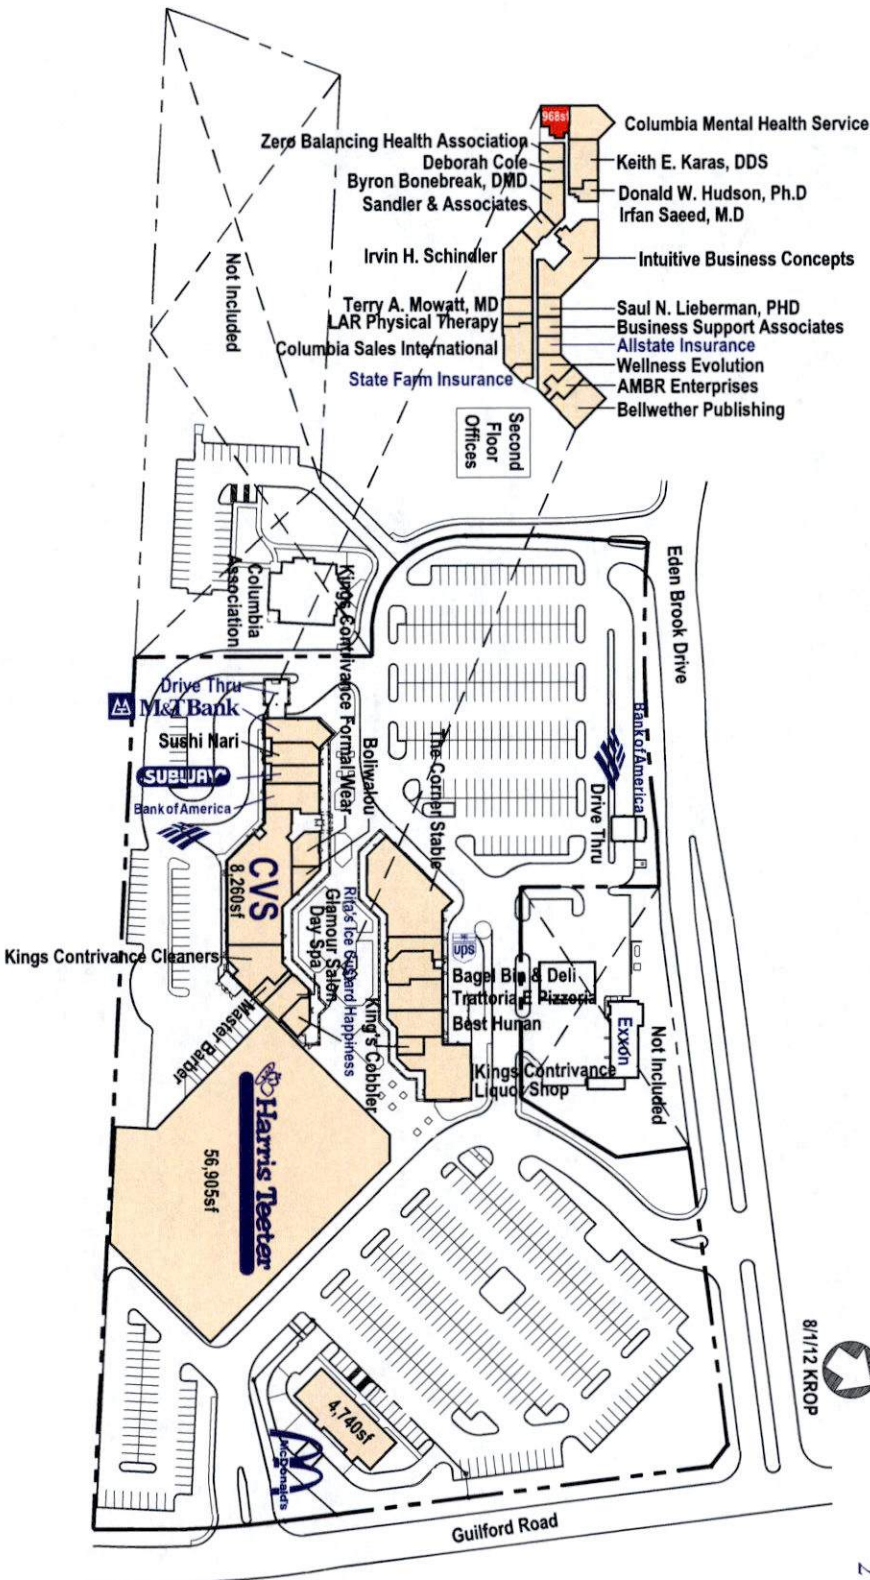 968sf
Columbia Mental Health Service
Zero Balancing Health Association
Deborah Cole
Keith E. Karas, DDS
Byron Bonebreak, DMD
Donald W. Hudson, Ph.D
Sandler & Associates
Irfan Saeed, M.D
Irvin H. Schindler
Intuitive Business Concepts
Terry A. Mowatt, MD
Saul N. Lieberman, PHD
LAR Physical Therapy
Business Support Associates
Columbia Sales International
Allstate Insurance
Wellness Evolution
State Farm Insurance
AMBR Enterprises
Bellwether Publishing
Second
Floor
Offices
Not Included
Columbia
Association
Eden Brook Drive
Kings Contrivance Formal Wear
Boliwalou
The Corner Stable
Bank of America
Drive Thru
Drive Thru
M&T Bank
Sushi Nari
SUBWAY
Bank of America
CVS
8,260sf
Kings Contrivance Cleaners
Master Barber
Glamour Salon
Day Spa
Rita's Ice Custard Happiness
King's Cobbler
ups
Bagel Bin & Deli
Trattoria E Pizzeria
Best Hunan
Kings Contrivance
Liquor Shop
Exxon
Not Included
Harris Teeter
56,905sf
4,740sf
McDonald's
Guilford Road
8/1/12 KROP
2